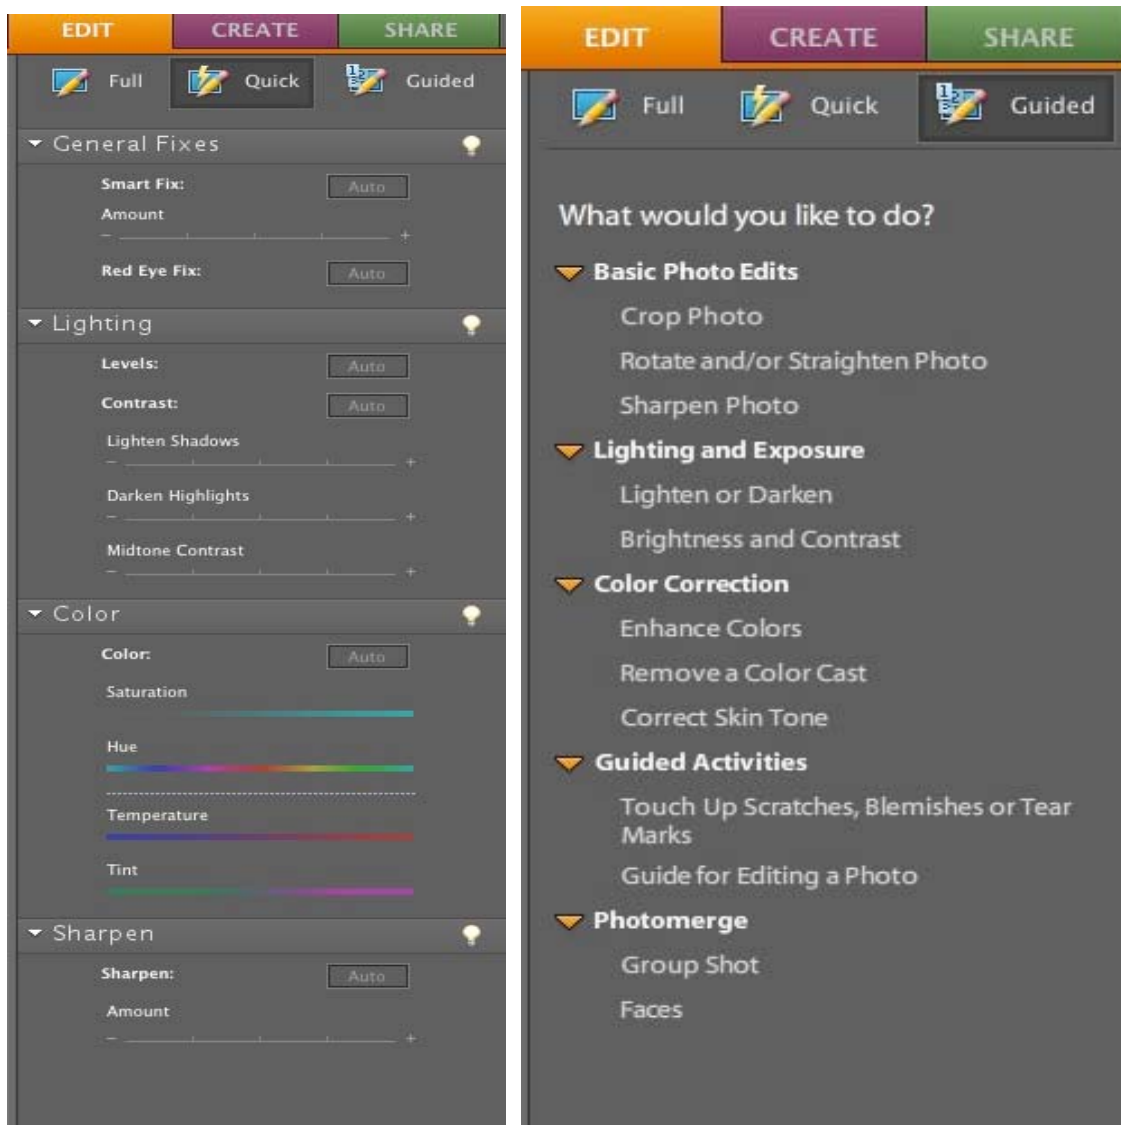 EDIT CREATE SHARE
Full Quick Guided
General Fixes
Smart Fix: Auto
Amount
- +
Red Eye Fix: Auto
Lighting
Levels: Auto
Contrast: Auto
Lighten Shadows
- +
Darken Highlights
- +
Midtone Contrast
- +
Color
Color: Auto
Saturation
Hue
Temperature
Tint
Sharpen
Sharpen: Auto
Amount
- +
EDIT CREATE SHARE
Full Quick Guided
What would you like to do?
Basic Photo Edits
Crop Photo
Rotate and/or Straighten Photo
Sharpen Photo
Lighting and Exposure
Lighten or Darken
Brightness and Contrast
Color Correction
Enhance Colors
Remove a Color Cast
Correct Skin Tone
Guided Activities
Touch Up Scratches, Blemishes or Tear
Marks
Guide for Editing a Photo
Photomerge
Group Shot
Faces